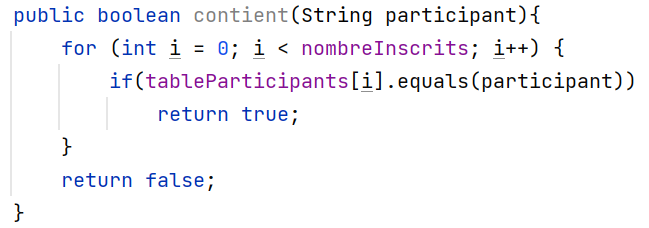 public boolean contient(String participant){
    for (int i = 0; i < nombreInscrits; i++) {
        if(tableParticipants[i].equals(participant))
            return true;
    }
    return false;
}